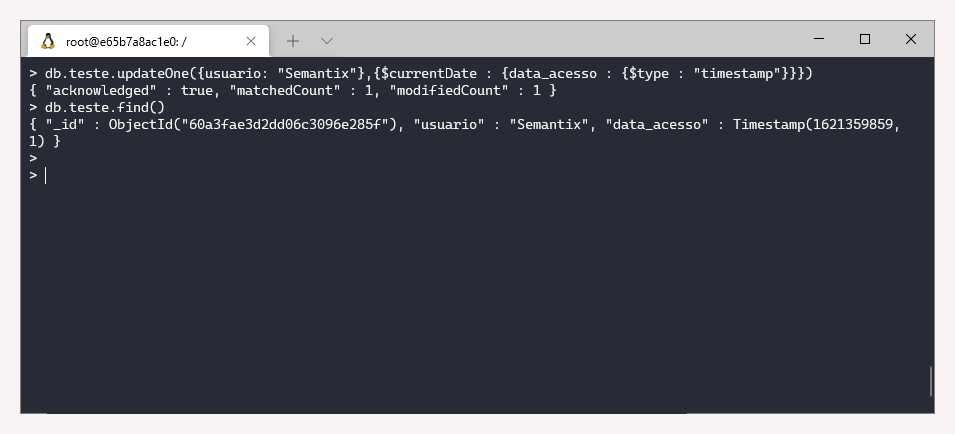 root@e65b7a8ac1e0: /
> db.teste.updateOne({usuario: "Semantix"},{$currentDate : {data_acesso : {$type : "timestamp"}}})
{ "acknowledged" : true, "matchedCount" : 1, "modifiedCount" : 1 }
> db.teste.find()
{ "_id" : ObjectId("60a3fae3d2dd06c3096e285f"), "usuario" : "Semantix", "data_acesso" : Timestamp(1621359859,
1) }
>
>